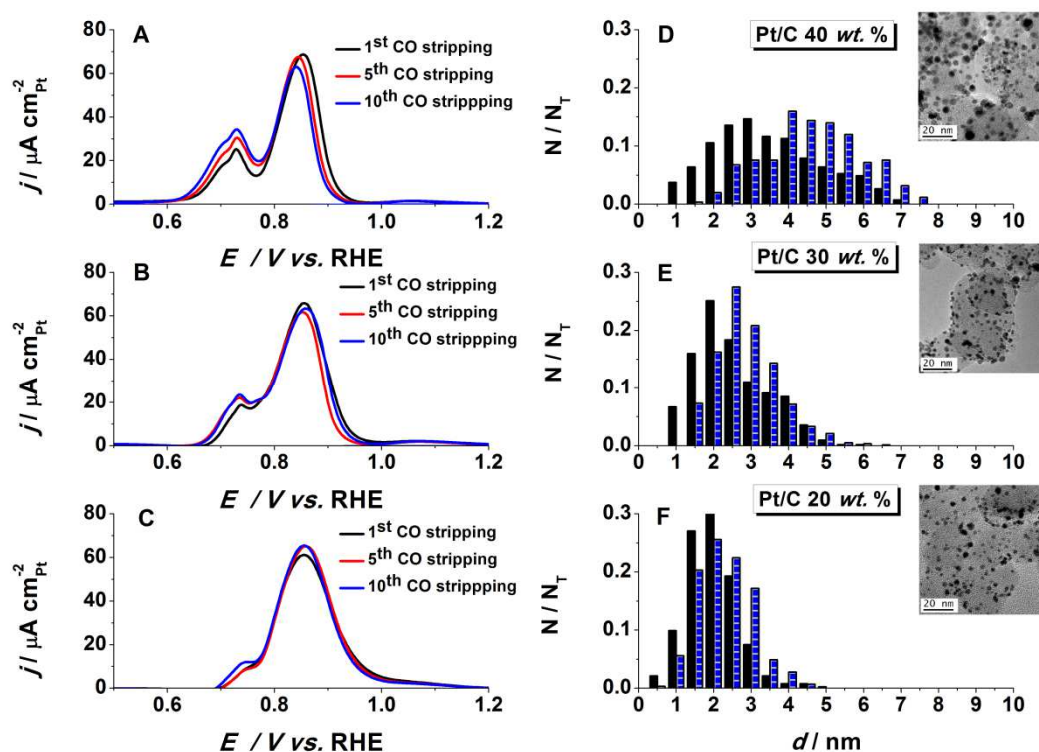 A
1st CO stripping
5th CO stripping
10th CO strippping
j / μA cm-2Pt
80
60
40
20
0
0.6 0.8 1.0 1.2
E / V vs. RHE
B
1st CO stripping
5th CO stripping
10th CO strippping
j / μA cm-2Pt
80
60
40
20
0
0.6 0.8 1.0 1.2
E / V vs. RHE
C
1st CO stripping
5th CO stripping
10th CO strippping
j / μA cm-2Pt
80
60
40
20
0
0.6 0.8 1.0 1.2
E / V vs. RHE
D
Pt/C 40 wt. %
20 nm
N / NT
0.3
0.2
0.1
0.0
0 1 2 3 4 5 6 7 8 9 10
E
Pt/C 30 wt. %
20 nm
N / NT
0.3
0.2
0.1
0.0
0 1 2 3 4 5 6 7 8 9 10
F
Pt/C 20 wt. %
20 nm
N / NT
0.3
0.2
0.1
0.0
0 1 2 3 4 5 6 7 8 9 10
d / nm